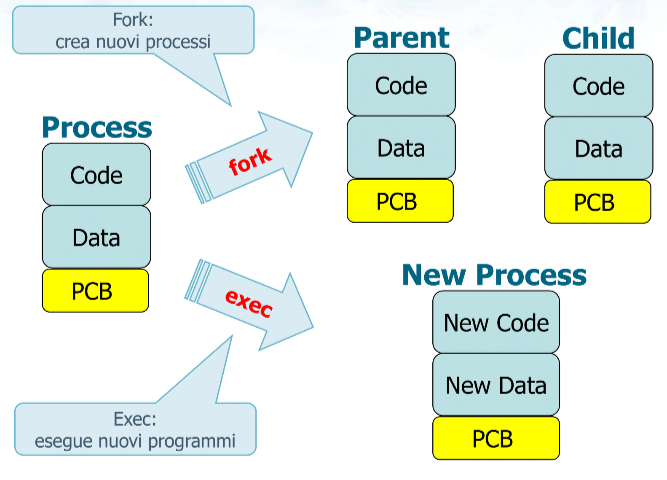 Fork:
crea nuovi processi
Process
Code
Data
PCB
fork
Parent
Code
Data
PCB
Child
Code
Data
PCB
exec
New Process
New Code
New Data
PCB
Exec:
esegue nuovi programmi